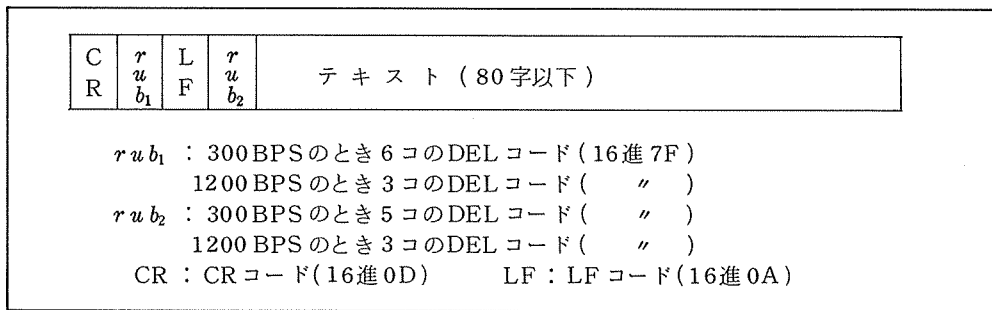 CR rub₁ LF rub₂ テキスト(80字以下)
rub₁ : 300BPSのとき6コのDELコード(16進7F)
1200BPSのとき3コのDELコード( 〃 )
rub₂ : 300BPSのとき5コのDELコード( 〃 )
1200BPSのとき3コのDELコード( 〃 )
CR : CRコード(16進0D) LF : LFコード(16進0A)